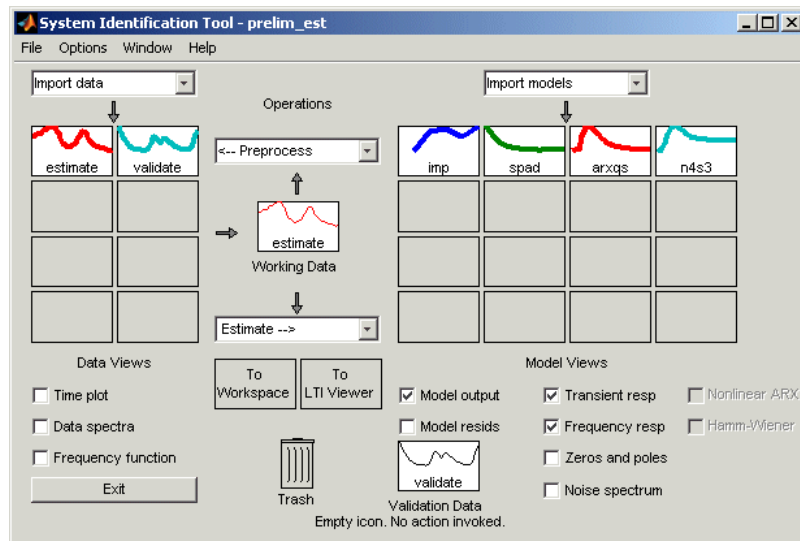 System Identification Tool - prelim_est
File Options Window Help
Import data
Import models
Operations
estimate
validate
<-- Preprocess
imp
spad
arxqs
n4s3
estimate
Working Data
Estimate -->
Data Views
Model Views
To Workspace
To LTI Viewer
Time plot
Model output
Transient resp
Nonlinear ARX
Data spectra
Model resids
Frequency resp
Hamm-Wiener
Frequency function
Zeros and poles
validate
Exit
Trash
Validation Data
Noise spectrum
Empty icon. No action invoked.